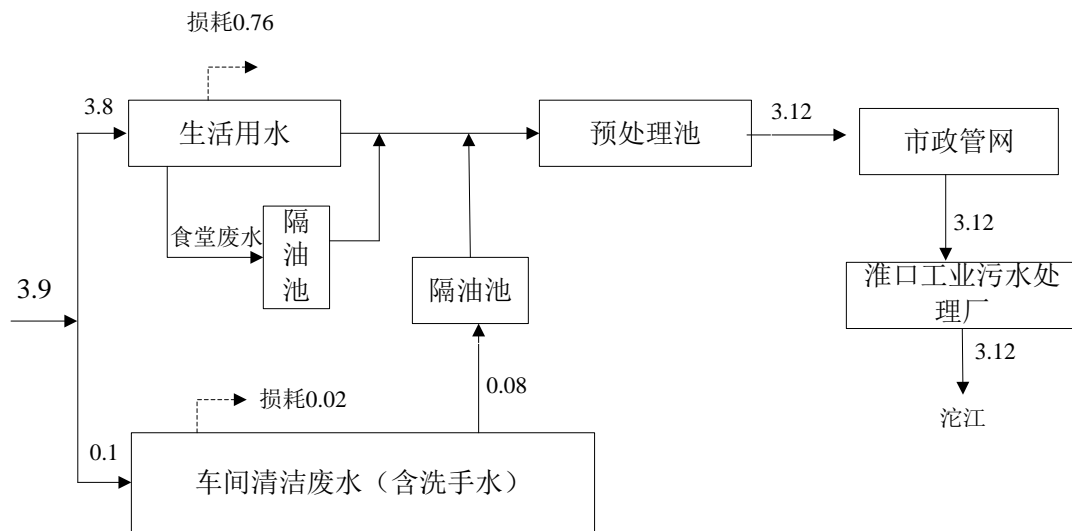 损耗0.76
3.8
生活用水
预处理池
3.12
市政管网
食堂废水
隔
油
池
3.12
3.9
隔油池
淮口工业污水处
理厂
3.12
损耗0.02
0.08
沱江
0.1
车间清洁废水（含洗手水）